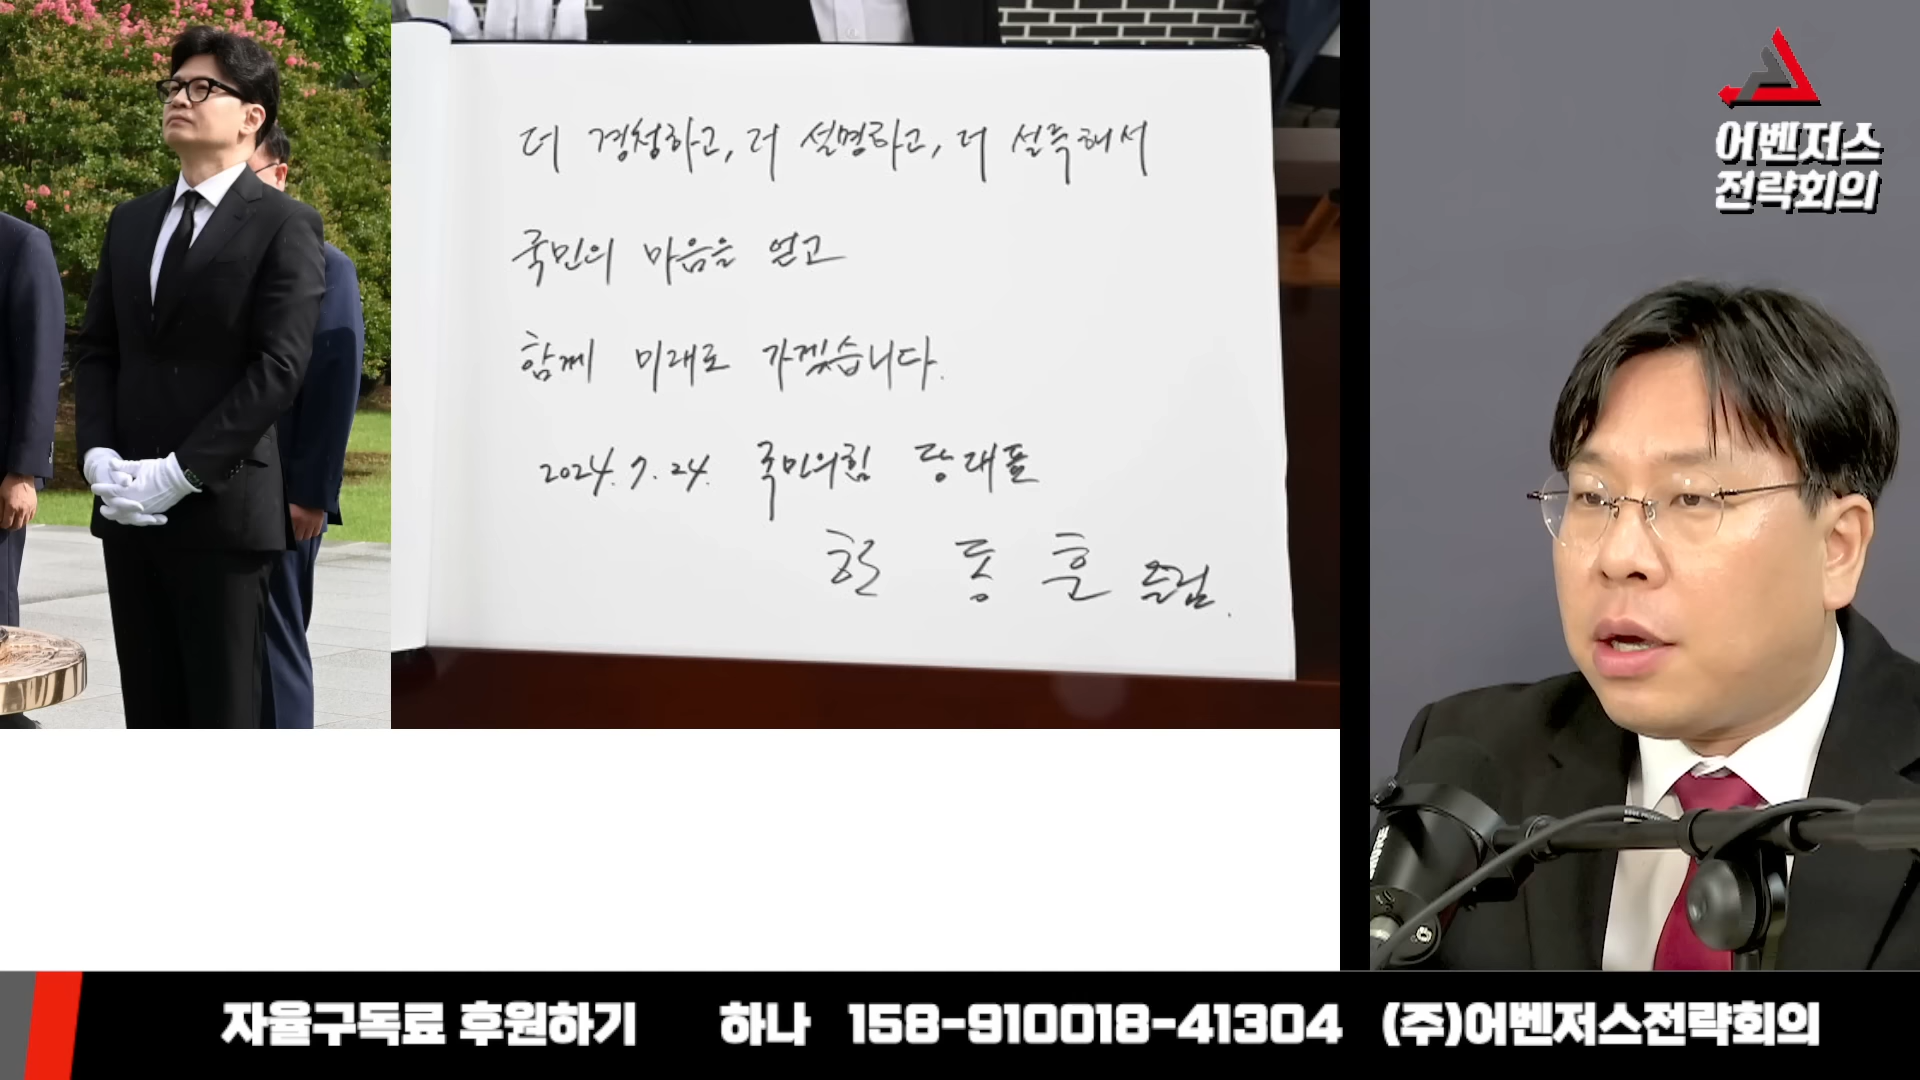 더 경청하고, 더 설명하고, 더 설득해서
국민의 마음을 얻고
함께 미래로 가겠습니다.
2024. 7. 24. 국민의힘 당대표
한동훈 드림.
어벤저스
전략회의
자율구독료 후원하기 하나 158-910018-41304 (주)어벤저스전략회의